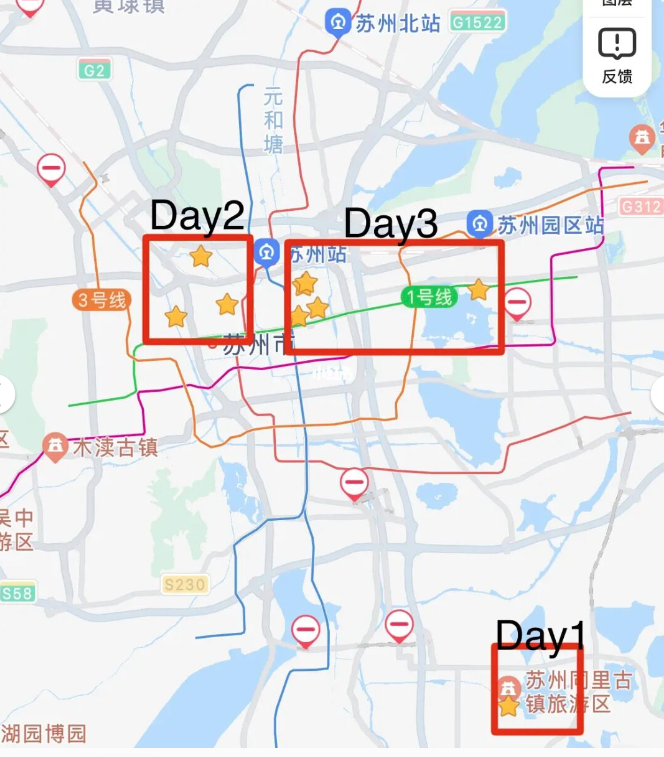 黄埭镇
苏州北站
G1522
图层
反馈
G2
元和塘
G312
Day2
Day3
苏州站
苏州园区站
3号线
1号线
苏州市
木渎古镇
区
吴中
游区
S58
S230
Day1
苏州同里古
镇旅游区
湖园博园